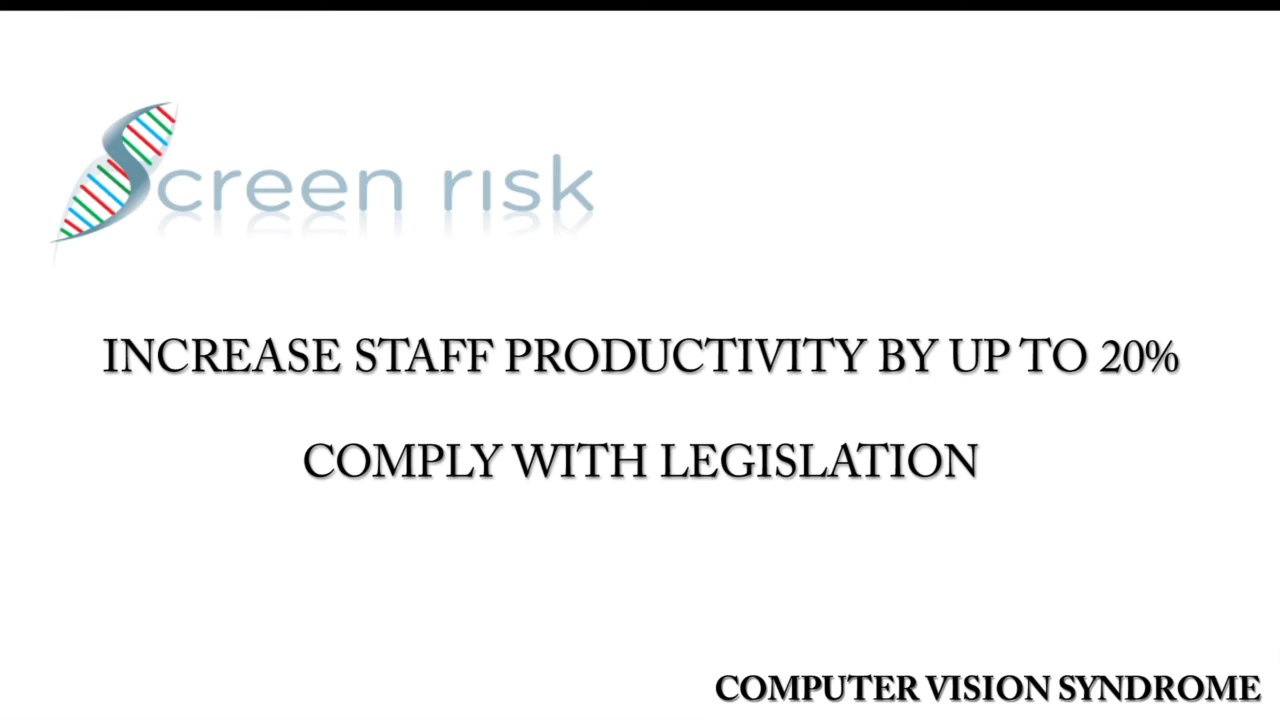 Screen risk
INCREASE STAFF PRODUCTIVITY BY UP TO 20%
COMPLY WITH LEGISLATION
COMPUTER VISION SYNDROME